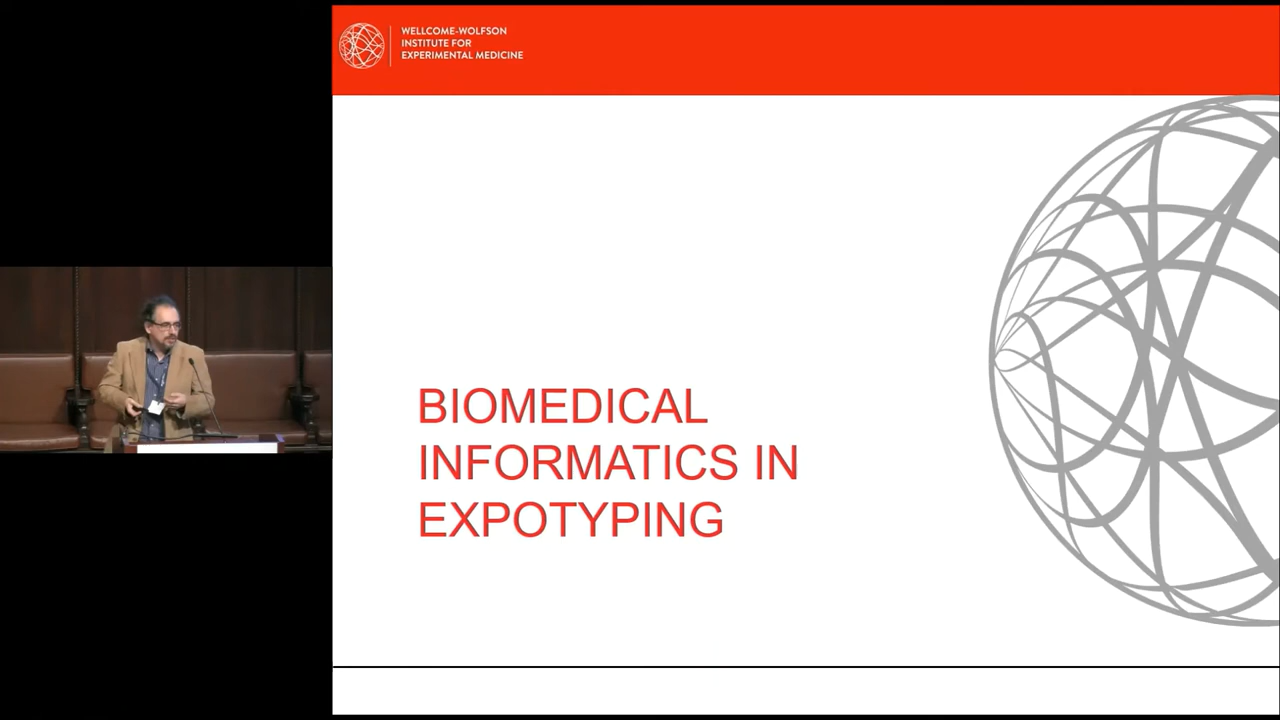 WELLCOME-WOLFSON
INSTITUTE FOR
EXPERIMENTAL MEDICINE
BIOMEDICAL
INFORMATICS IN
EXPOTYPING